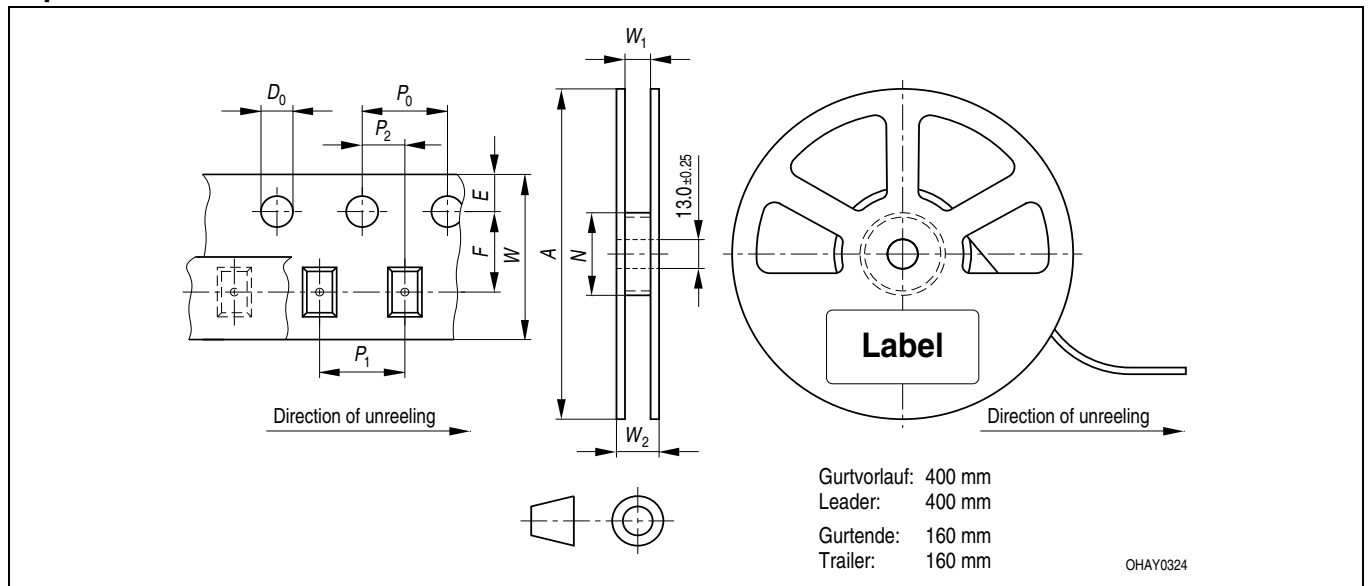 W1
D0
P0
P2
E
F
W
A
N
13.0±0.25
P1
Label
Direction of unreeling
W2
Direction of unreeling
Gurtvorlauf: 400 mm
Leader: 400 mm
Gurtende: 160 mm
Trailer: 160 mm
OHAY0324